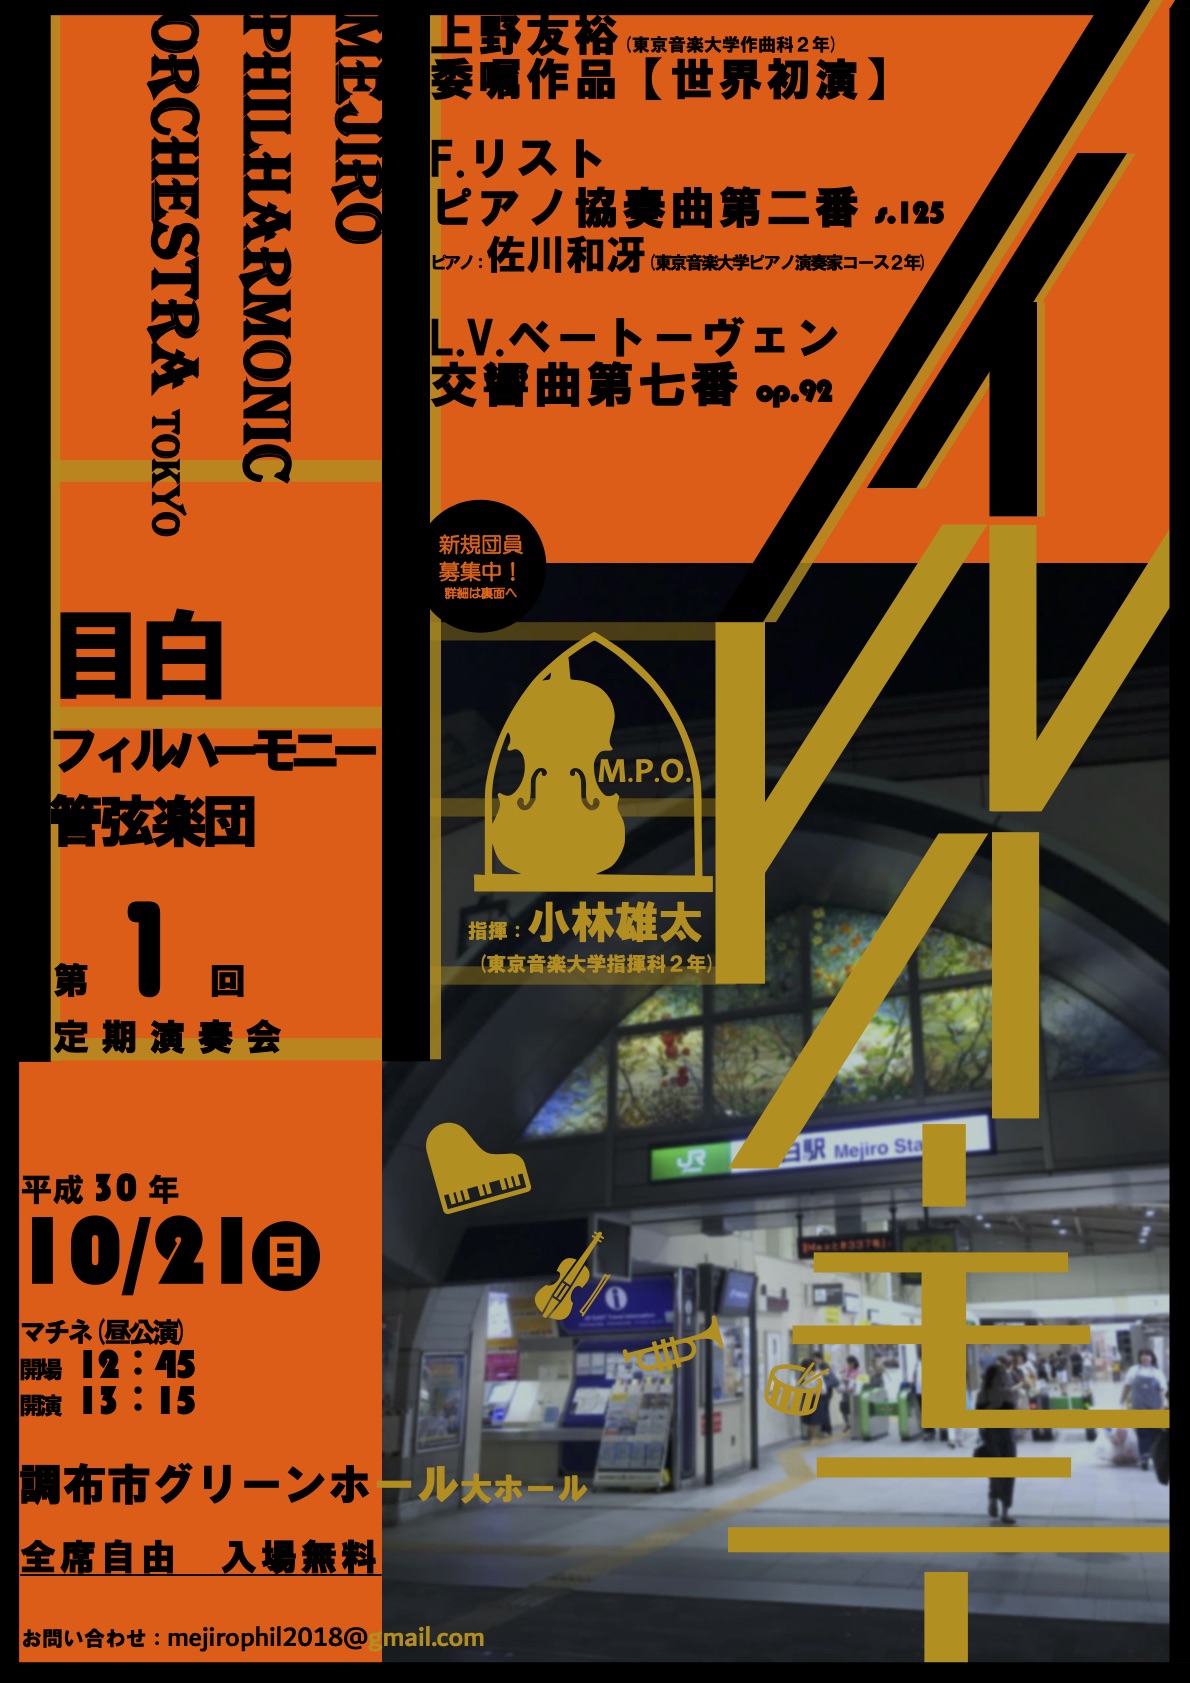 MEJIRO
PHILHARMONIC
ORCHESTRA TOKYO
上野友裕（東京音楽大学作曲科２年）
委嘱作品【世界初演】
F.リスト
ピアノ協奏曲第二番 s.125
ピアノ：佐川和冴（東京音楽大学ピアノ演奏家コース２年）
L.V.ベートーヴェン
交響曲第七番 op.92
新規団員
募集中！
詳細は裏面へ
目白
フィルハーモニー
管弦楽団
第1回
定期演奏会
M.P.O.
指揮：小林雄太
（東京音楽大学指揮科２年）
JR 白駅 Mejiro Sta
平成 30 年
10/21日
マチネ（昼公演）
開場 12：45
開演 13：15
調布市グリーンホール大ホール
全席自由 入場無料
お問い合わせ：mejirophil2018@gmail.com